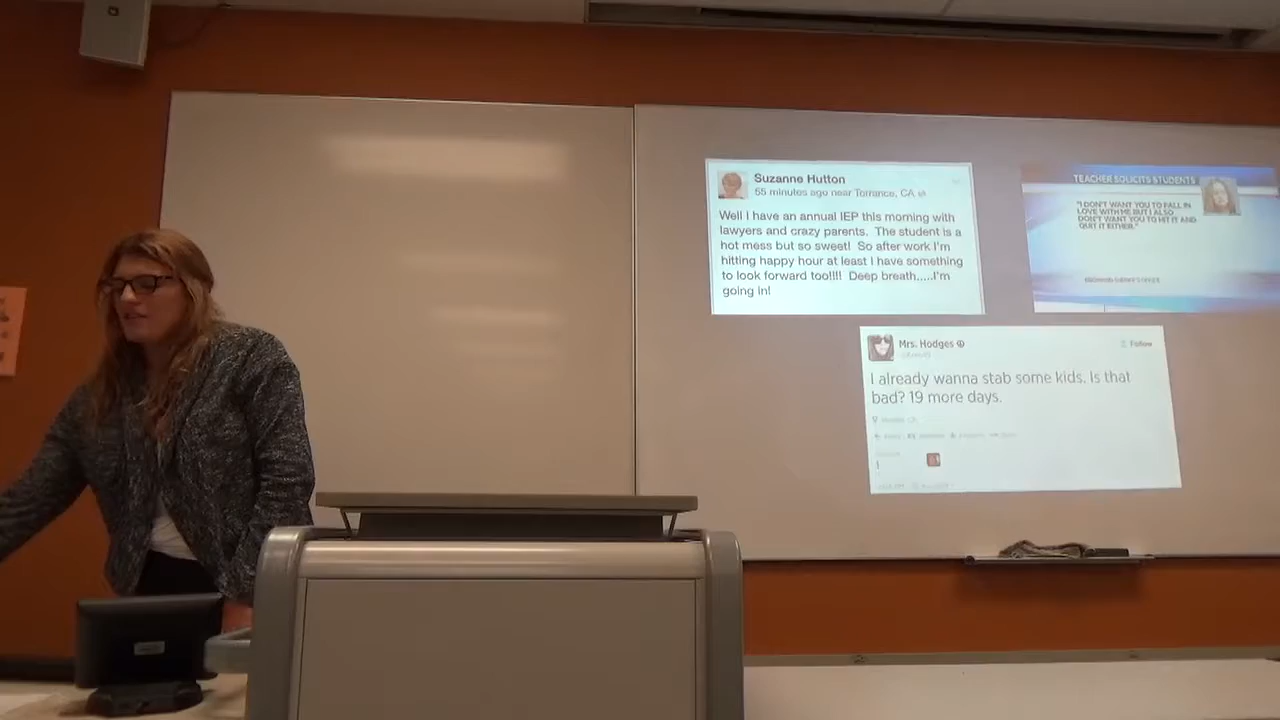 Suzanne Hutton
55 minutes ago near Torrance, CA
Well I have an annual IEP this morning with
lawyers and crazy parents. The student is a
hot mess but so sweet! So after work I'm
hitting happy hour at least I have something
to look forward too!!!! Deep breath.....I'm
going in!
TEACHER SOLICITS STUDENTS
"I DON'T WANT YOU TO FALL IN
LOVE WITH ME BUT I ALSO
DON'T WANT YOU TO HIT IT AND
QUIT IT EITHER."
Mrs. Hodges
Follow
I already wanna stab some kids. Is that
bad? 19 more days.